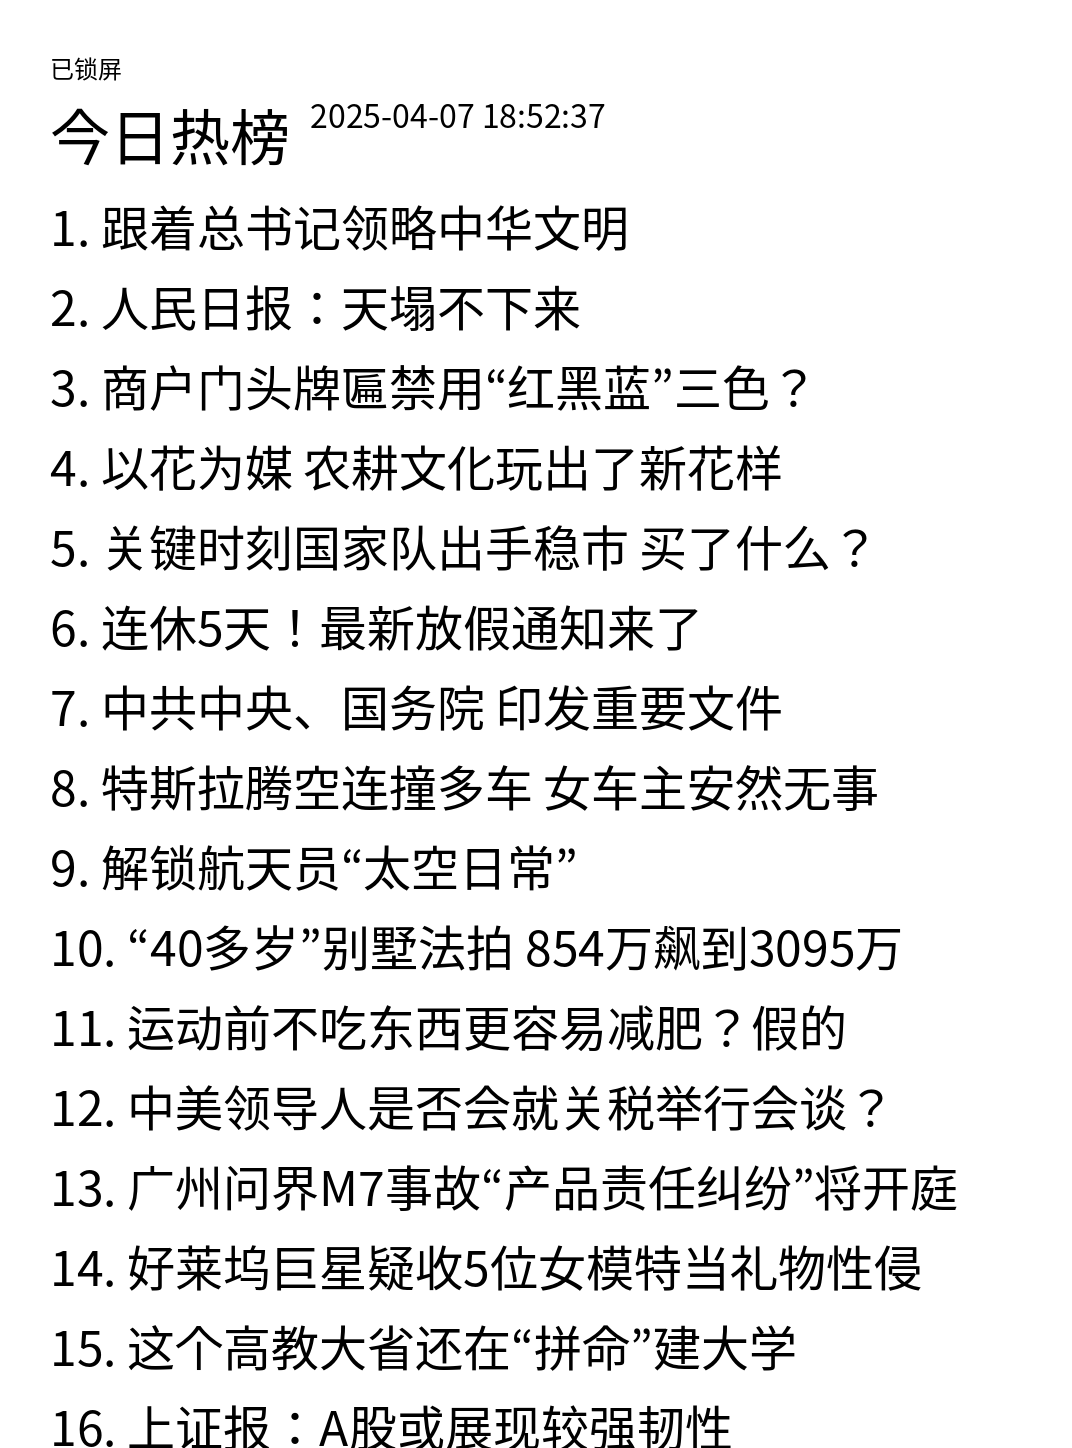 已锁屏
今日热榜 2025-04-07 18:52:37
1. 跟着总书记领略中华文明
2. 人民日报：天塌不下来
3. 商户门头牌匾禁用“红黑蓝”三色？
4. 以花为媒 农耕文化玩出了新花样
5. 关键时刻国家队出手稳市 买了什么？
6. 连休5天！最新放假通知来了
7. 中共中央、国务院 印发重要文件
8. 特斯拉腾空连撞多车 女车主安然无事
9. 解锁航天员“太空日常”
10. “40多岁”别墅法拍 854万飙到3095万
11. 运动前不吃东西更容易减肥？假的
12. 中美领导人是否会就关税举行会谈？
13. 广州问界M7事故“产品责任纠纷”将开庭
14. 好莱坞巨星疑收5位女模特当礼物性侵
15. 这个高教大省还在“拼命”建大学
16. 上证报：A股或展现较强韧性